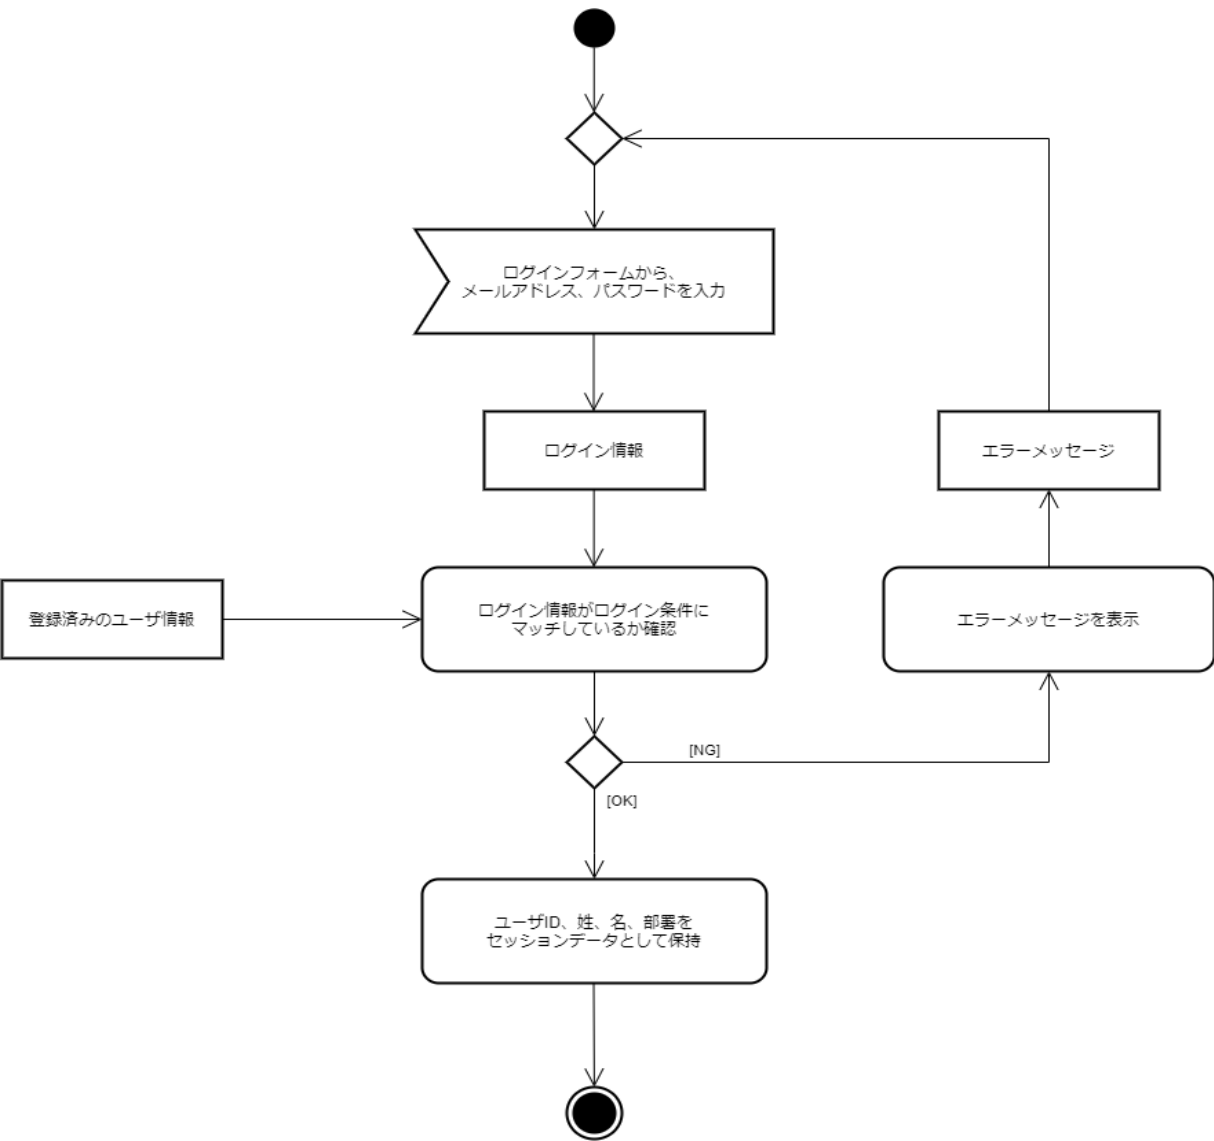 ログインフォームから、
メールアドレス、パスワードを入力
ログイン情報
エラーメッセージ
登録済みのユーザ情報
ログイン情報がログイン条件に
マッチしているか確認
エラーメッセージを表示
[NG]
[OK]
ユーザID、姓、名、部署を
セッションデータとして保持